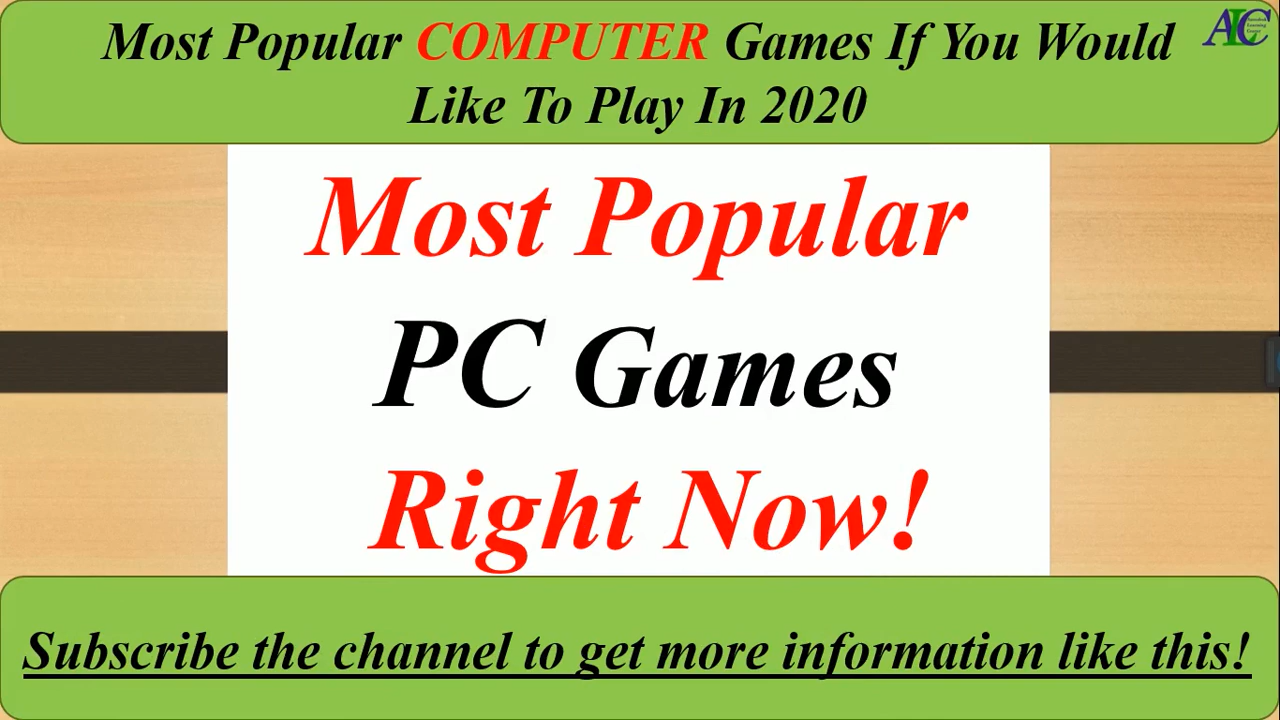 Most Popular COMPUTER Games If You Would
Like To Play In 2020
Most Popular
PC Games
Right Now!
Subscribe the channel to get more information like this!